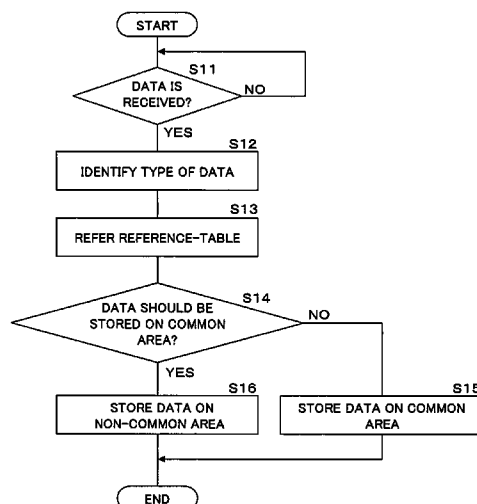 START
S11
DATA IS
RECEIVED?
NO
YES
S12
IDENTIFY TYPE OF DATA
S13
REFER REFERENCE-TABLE
S14
DATA SHOULD BE
STORED ON COMMON
AREA?
NO
YES
S16
STORE DATA ON
NON-COMMON AREA
S15
STORE DATA ON COMMON
AREA
END